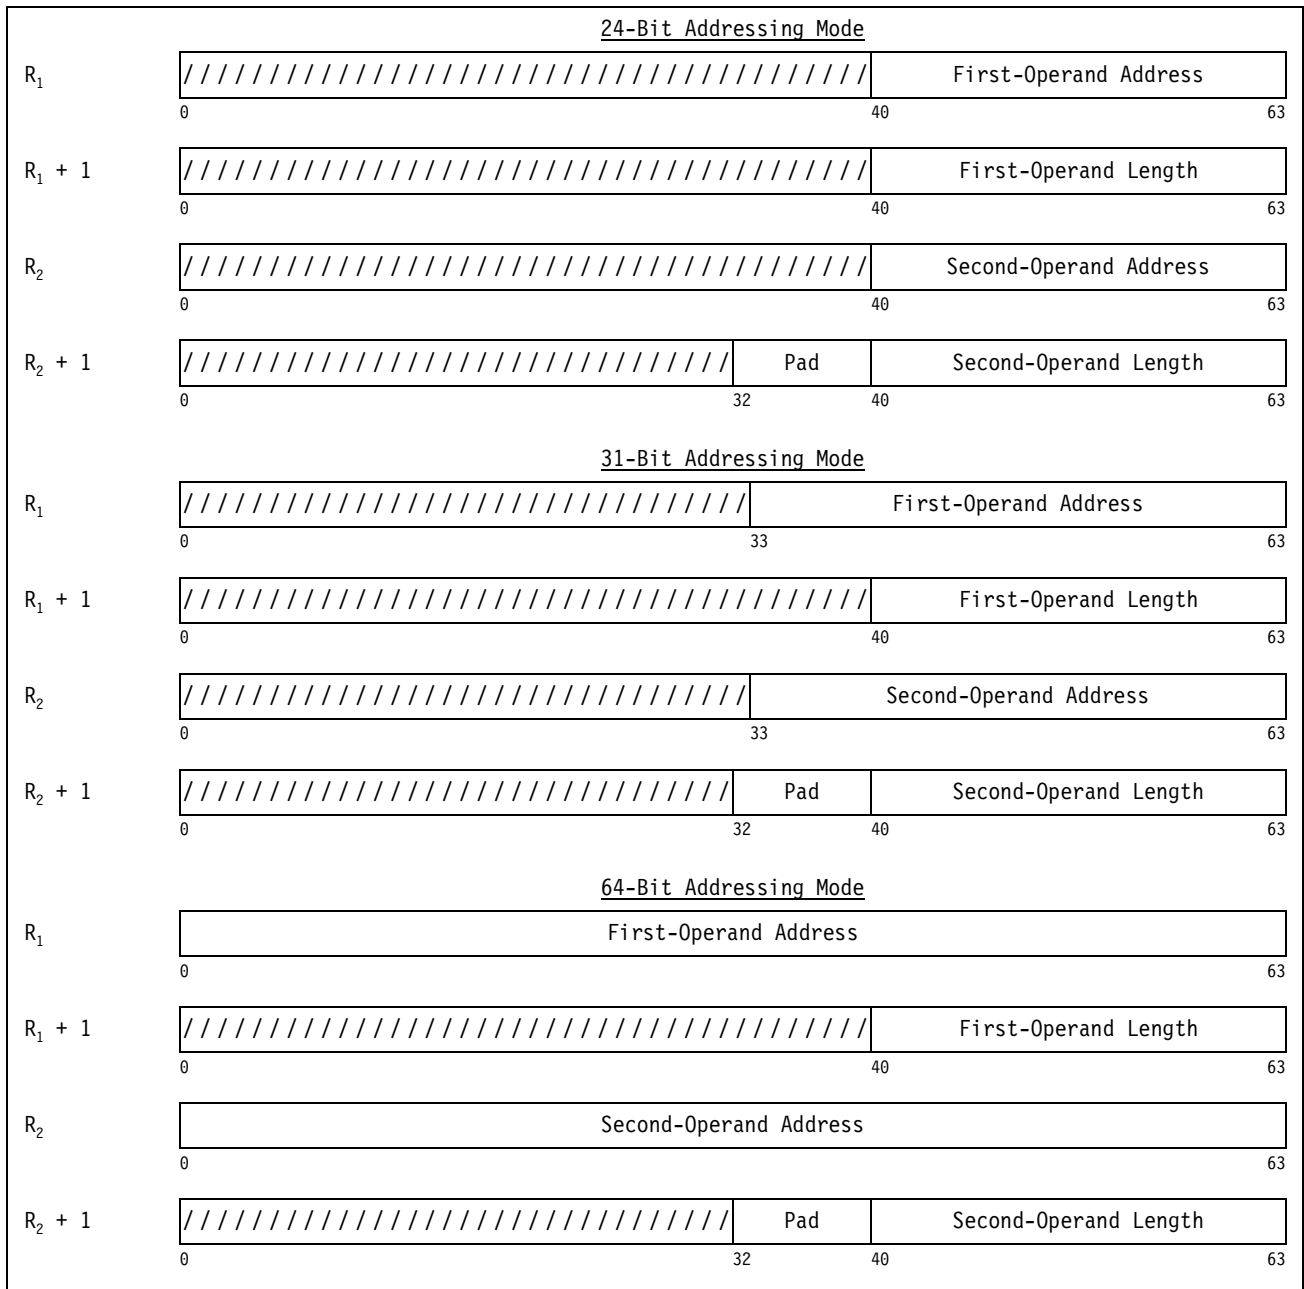 24-Bit Addressing Mode
R₁ //////////////////////////////////////// First-Operand Address
0 40 63
R₁ + 1 //////////////////////////////////////// First-Operand Length
0 40 63
R₂ //////////////////////////////////////// Second-Operand Address
0 40 63
R₂ + 1 //////////////////////////////// Pad Second-Operand Length
0 32 40 63
31-Bit Addressing Mode
R₁ ///////////////////////////////// First-Operand Address
0 33 63
R₁ + 1 //////////////////////////////////////// First-Operand Length
0 40 63
R₂ ///////////////////////////////// Second-Operand Address
0 33 63
R₂ + 1 //////////////////////////////// Pad Second-Operand Length
0 32 40 63
64-Bit Addressing Mode
R₁ First-Operand Address
0 63
R₁ + 1 //////////////////////////////////////// First-Operand Length
0 40 63
R₂ Second-Operand Address
0 63
R₂ + 1 //////////////////////////////// Pad Second-Operand Length
0 32 40 63